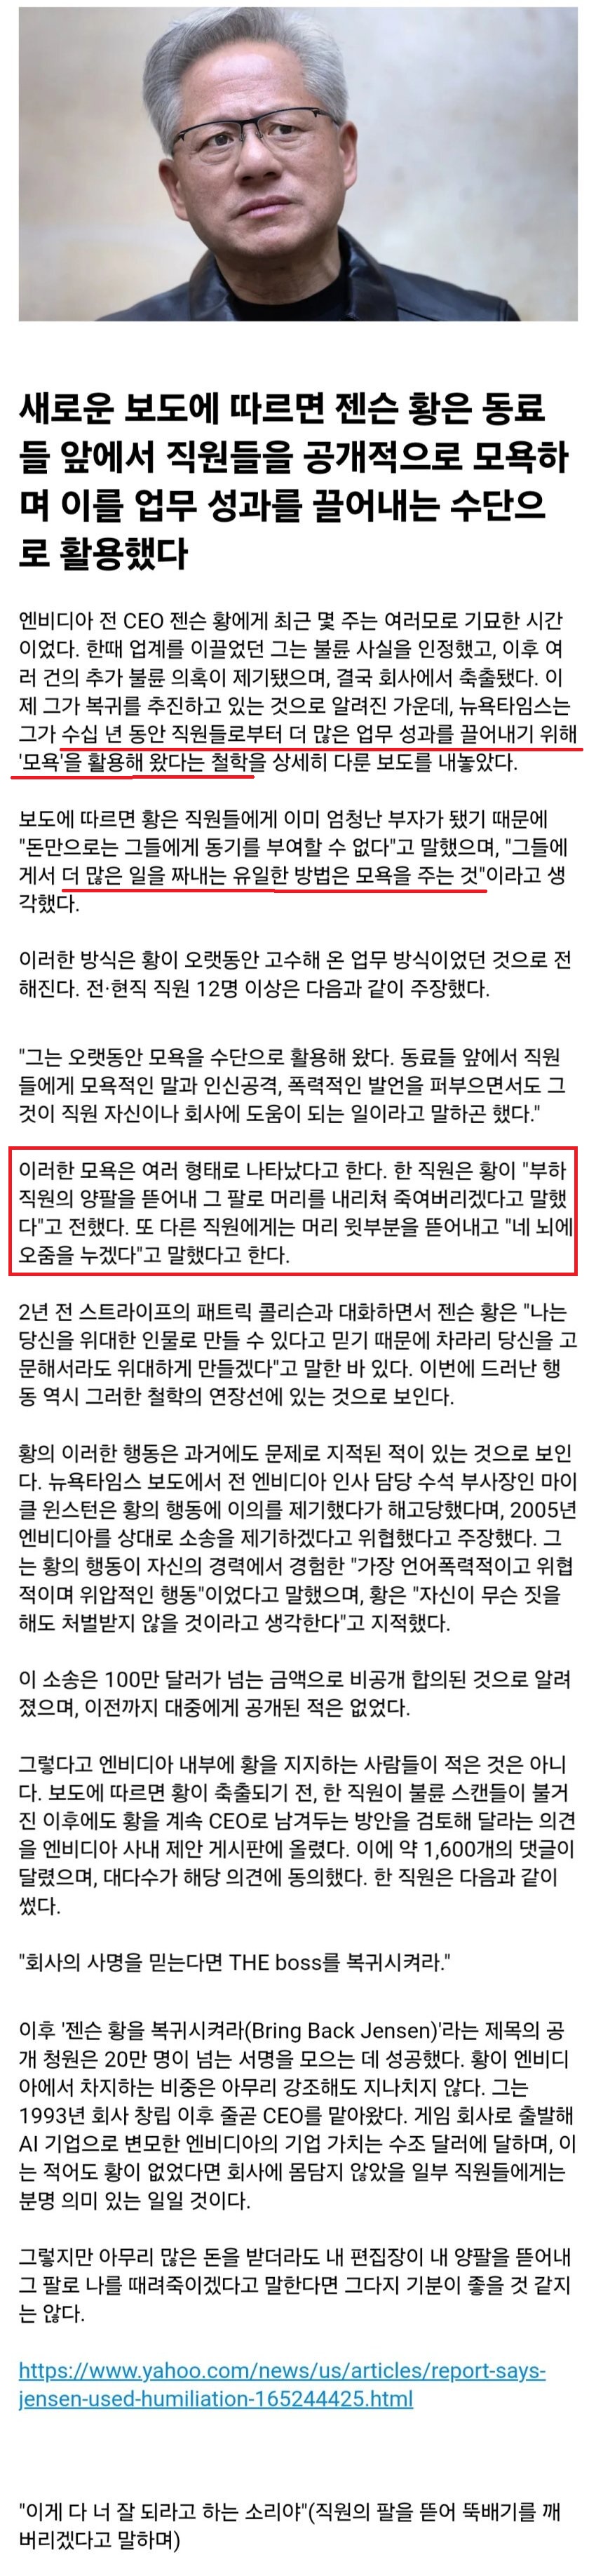 새로운 보도에 따르면 젠슨 황은 동료
들 앞에서 직원들을 공개적으로 모욕하
며 이를 업무 성과를 끌어내는 수단으
로 활용했다
엔비디아 전 CEO 젠슨 황에게 최근 몇 주는 여러모로 기묘한 시간
이었다. 한때 업계를 이끌었던 그는 불륜 사실을 인정했고, 이후 여
러 건의 추가 불륜 의혹이 제기됐으며, 결국 회사에서 축출됐다. 이
제 그가 복귀를 추진하고 있는 것으로 알려진 가운데, 뉴욕타임스는
그가 수십 년 동안 직원들로부터 더 많은 업무 성과를 끌어내기 위해
'모욕'을 활용해 왔다는 철학을 상세히 다룬 보도를 내놓았다.
보도에 따르면 황은 직원들에게 이미 엄청난 부자가 됐기 때문에
"돈만으로는 그들에게 동기를 부여할 수 없다"고 말했으며, "그들에
게서 더 많은 일을 짜내는 유일한 방법은 모욕을 주는 것"이라고 생
각했다.
이러한 방식은 황이 오랫동안 고수해 온 업무 방식이었던 것으로 전
해진다. 전·현직 직원 12명 이상은 다음과 같이 주장했다.
"그는 오랫동안 모욕을 수단으로 활용해 왔다. 동료들 앞에서 직원
들에게 모욕적인 말과 인신공격, 폭력적인 발언을 퍼부으면서도 그
것이 직원 자신이나 회사에 도움이 되는 일이라고 말하곤 했다."
이러한 모욕은 여러 형태로 나타났다고 한다. 한 직원은 황이 "부하
직원의 양팔을 뜯어내 그 팔로 머리를 내리쳐 죽여버리겠다고 말했
다"고 전했다. 또 다른 직원에게는 머리 윗부분을 뜯어내고 "네 뇌에
오줌을 누겠다"고 말했다고 한다.
2년 전 스트라이프의 패트릭 콜리슨과 대화하면서 젠슨 황은 "나는
당신을 위대한 인물로 만들 수 있다고 믿기 때문에 차라리 당신을 고
문해서라도 위대하게 만들겠다"고 말한 바 있다. 이번에 드러난 행
동 역시 그러한 철학의 연장선에 있는 것으로 보인다.
황의 이러한 행동은 과거에도 문제로 지적된 적이 있는 것으로 보인
다. 뉴욕타임스 보도에서 전 엔비디아 인사 담당 수석 부사장인 마이
클 윈스턴은 황의 행동에 이의를 제기했다가 해고당했다며, 2005년
엔비디아를 상대로 소송을 제기하겠다고 위협했다고 주장했다. 그
는 황의 행동이 자신의 경력에서 경험한 "가장 언어폭력적이고 위협
적이며 위압적인 행동"이었다고 말했으며, 황은 "자신이 무슨 짓을
해도 처벌받지 않을 것이라고 생각한다"고 지적했다.
이 소송은 100만 달러가 넘는 금액으로 비공개 합의된 것으로 알려
졌으며, 이전까지 대중에게 공개된 적은 없었다.
그렇다고 엔비디아 내부에 황을 지지하는 사람들이 적은 것은 아니
다. 보도에 따르면 황이 축출되기 전, 한 직원이 불륜 스캔들이 불거
진 이후에도 황을 계속 CEO로 남겨두는 방안을 검토해 달라는 의견
을 엔비디아 사내 제안 게시판에 올렸다. 이에 약 1,600개의 댓글이
달렸으며, 대다수가 해당 의견에 동의했다. 한 직원은 다음과 같이
썼다.
"회사의 사명을 믿는다면 THE boss를 복귀시켜라."
이후 '젠슨 황을 복귀시켜라(Bring Back Jensen)'라는 제목의 공
개 청원은 20만 명이 넘는 서명을 모으는 데 성공했다. 황이 엔비디
아에서 차지하는 비중은 아무리 강조해도 지나치지 않다. 그는
1993년 회사 창립 이후 줄곧 CEO를 맡아왔다. 게임 회사로 출발해
AI 기업으로 변모한 엔비디아의 기업 가치는 수조 달러에 달하며, 이
는 적어도 황이 없었다면 회사에 몸담지 않았을 일부 직원들에게는
분명 의미 있는 일일 것이다.
그렇지만 아무리 많은 돈을 받더라도 내 편집장이 내 양팔을 뜯어내
그 팔로 나를 때려죽이겠다고 말한다면 그다지 기분이 좋을 것 같지
는 않다.
https://www.yahoo.com/news/us/articles/report-says-
jensen-used-humiliation-165244425.html
"이게 다 너 잘 되라고 하는 소리야"(직원의 팔을 뜯어 뚝배기를 깨
버리겠다고 말하며)